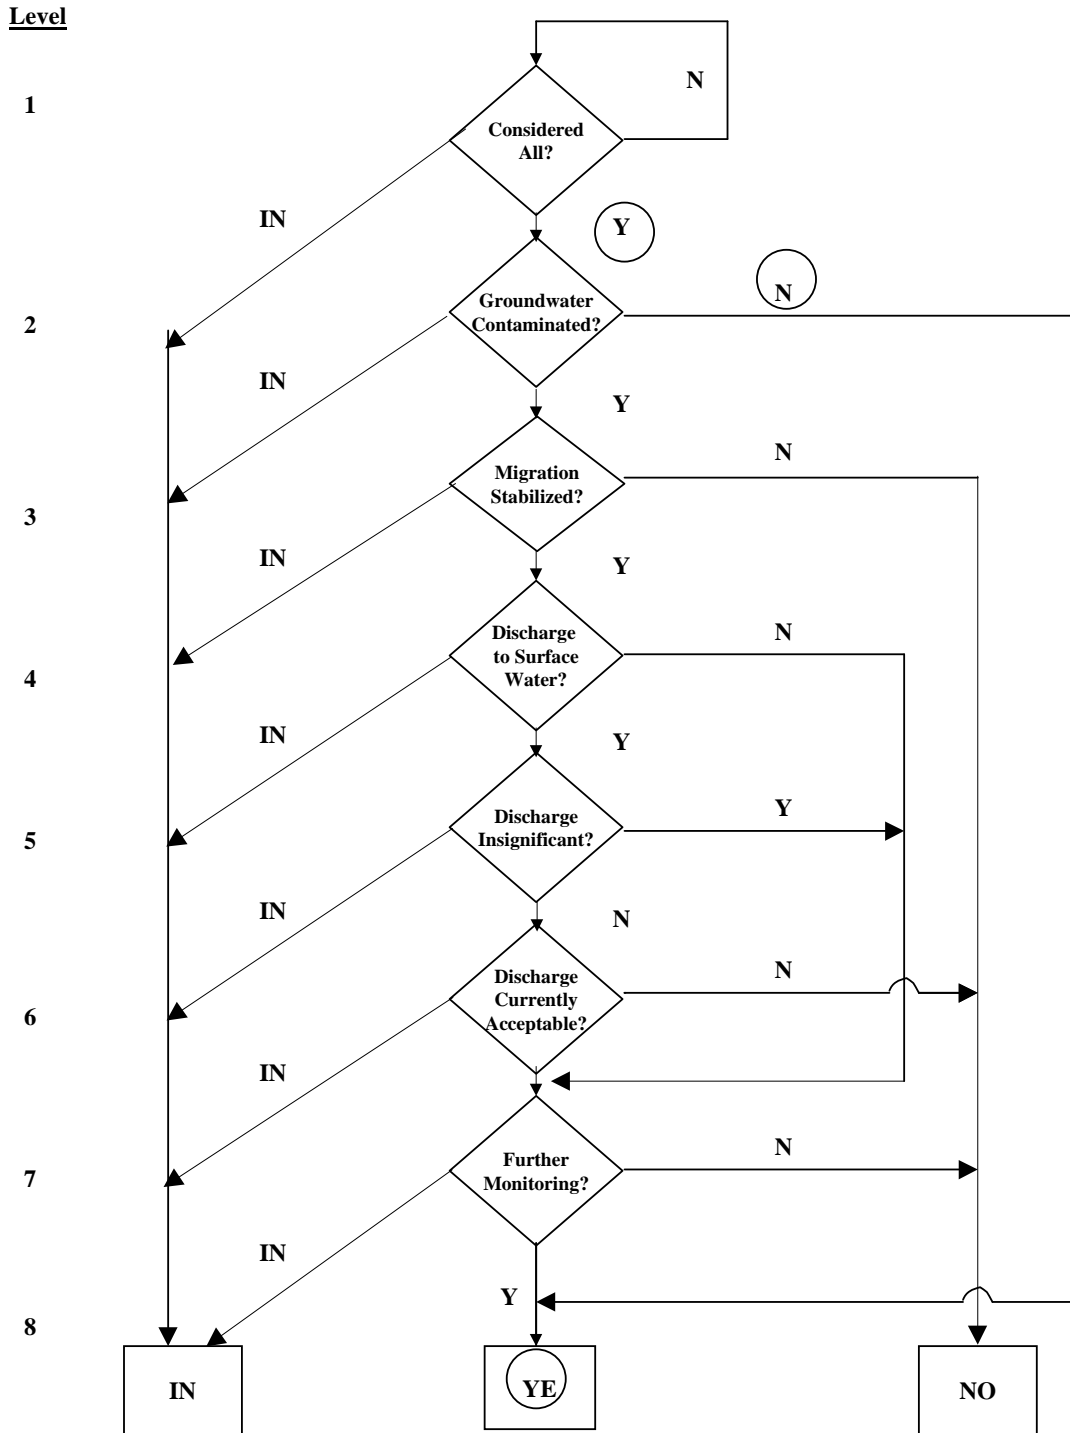 Level
1
N
Considered
All?
IN
Y
N
2
Groundwater
Contaminated?
IN
Y
N
3
Migration
Stabilized?
IN
Y
N
4
Discharge
to Surface
Water?
IN
Y
Y
5
Discharge
Insignificant?
IN
N
N
6
Discharge
Currently
Acceptable?
IN
N
7
Further
Monitoring?
IN
Y
8
IN
YE
NO